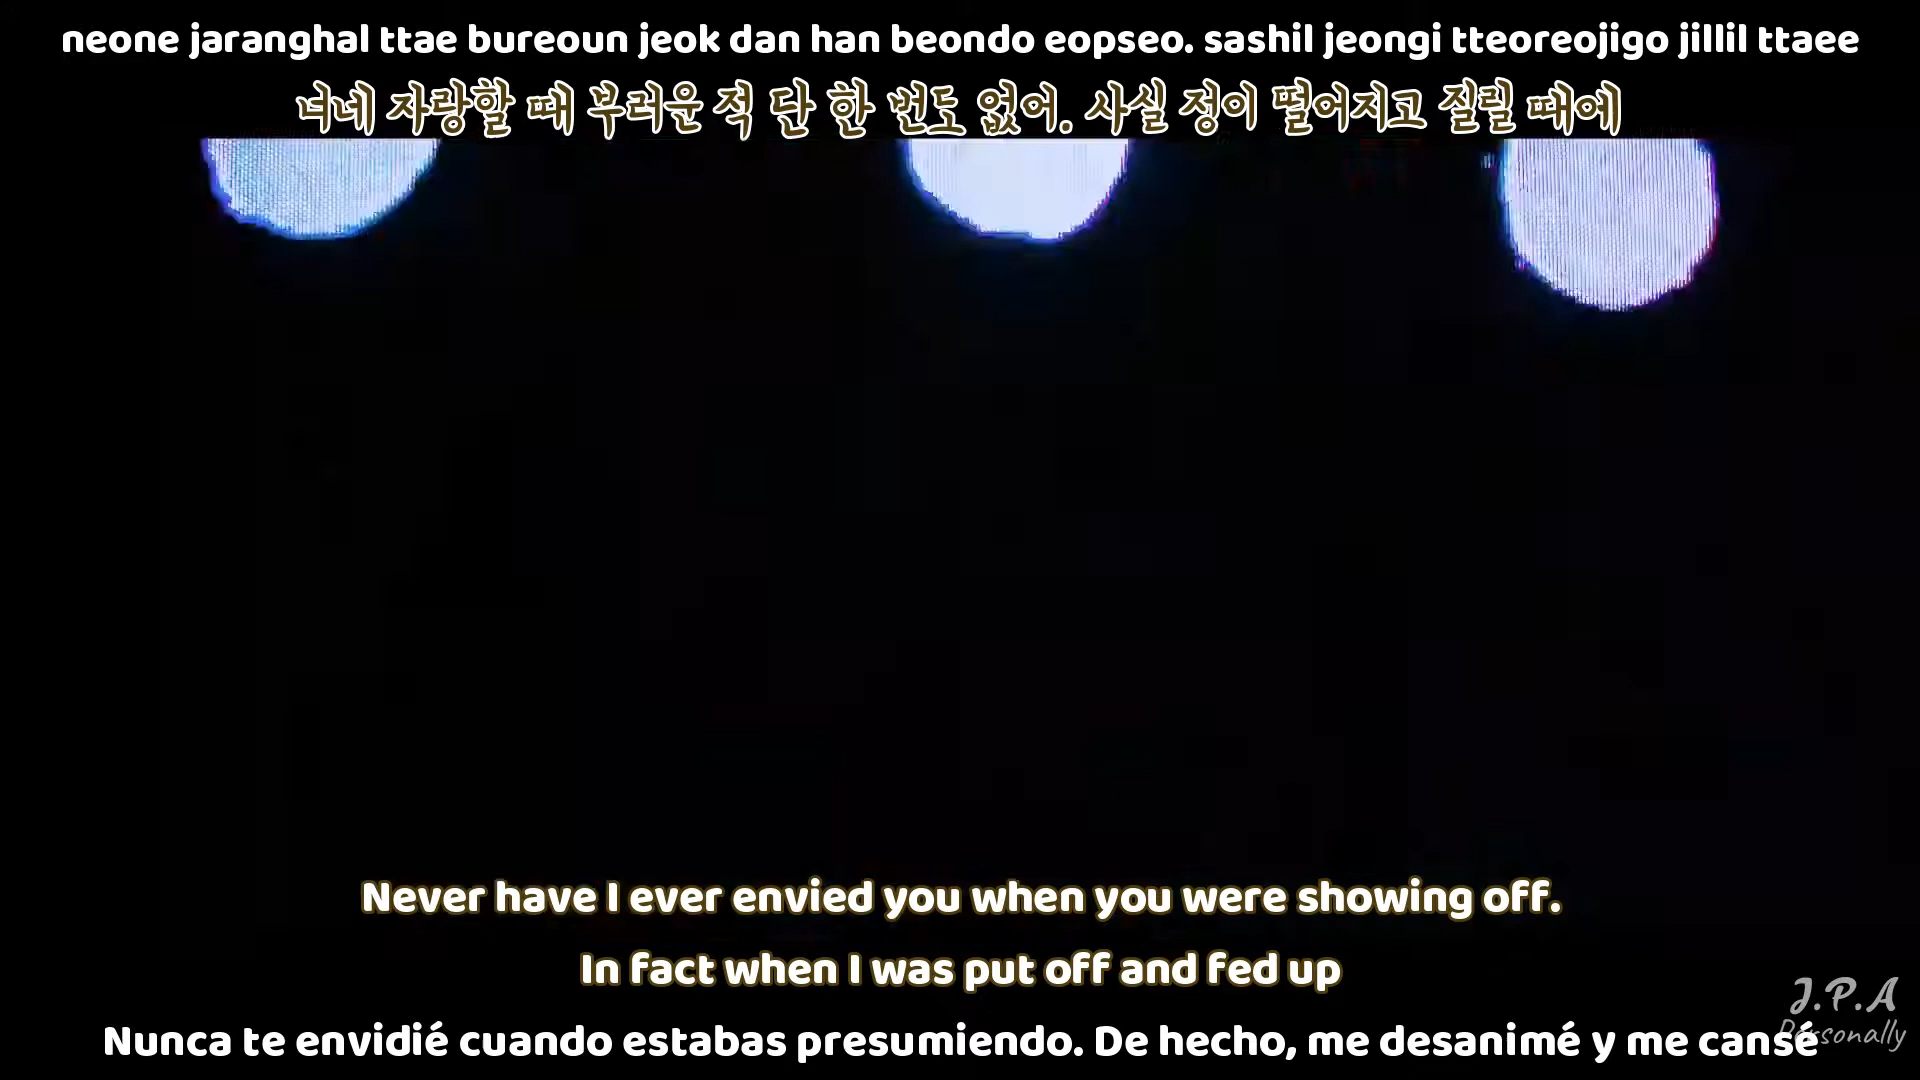 neone jaranghal ttae bureoun jeok dan han beondo eopseo. sashil jeongi tteoreojigo jillil ttaee
너네 자랑할 때 부러운 적 단 한 번도 없어. 사실 정이 떨어지고 질릴 때에
Never have I ever envied you when you were showing off.
In fact when I was put off and fed up
J.P.A
Personally
Nunca te envidié cuando estabas presumiendo. De hecho, me desanimé y me cansé